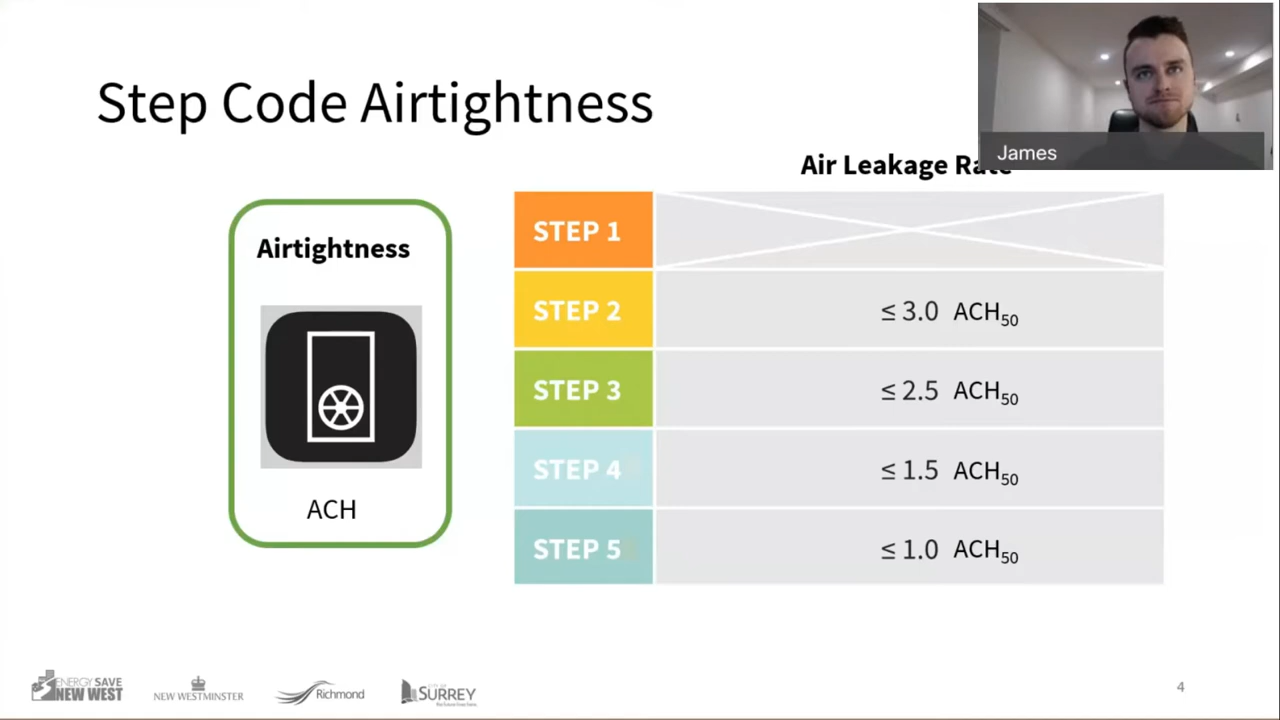 Step Code Airtightness
James
Air Leakage Rate
Airtightness
ACH
STEP 1
STEP 2 ≤ 3.0 ACH50
STEP 3 ≤ 2.5 ACH50
STEP 4 ≤ 1.5 ACH50
STEP 5 ≤ 1.0 ACH50
ENERGY SAVE
NEW WEST
NEW WESTMINSTER
Richmond
SURREY
4